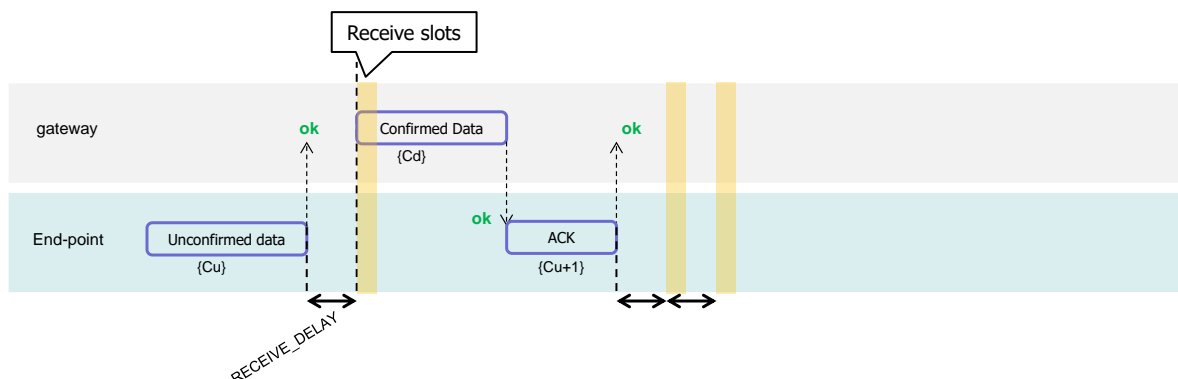 Receive slots
gateway
ok
Confirmed Data
ok
{Cd}
End-point
Unconfirmed data
ok
ACK
{Cu}
{Cu+1}
RECEIVE_DELAY